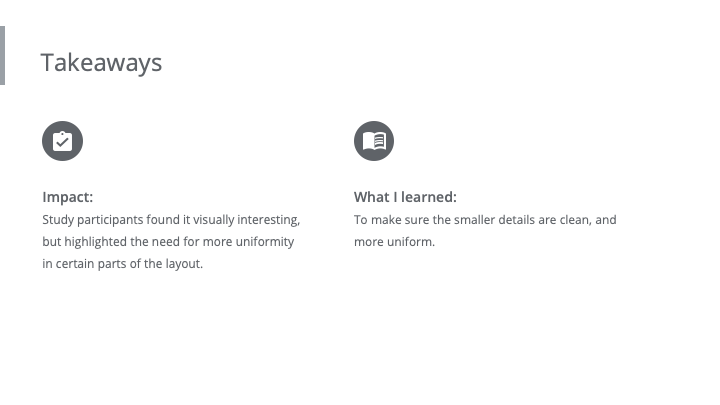 Takeaways
Impact:
Study participants found it visually interesting,
but highlighted the need for more uniformity
in certain parts of the layout.
What I learned:
To make sure the smaller details are clean, and
more uniform.